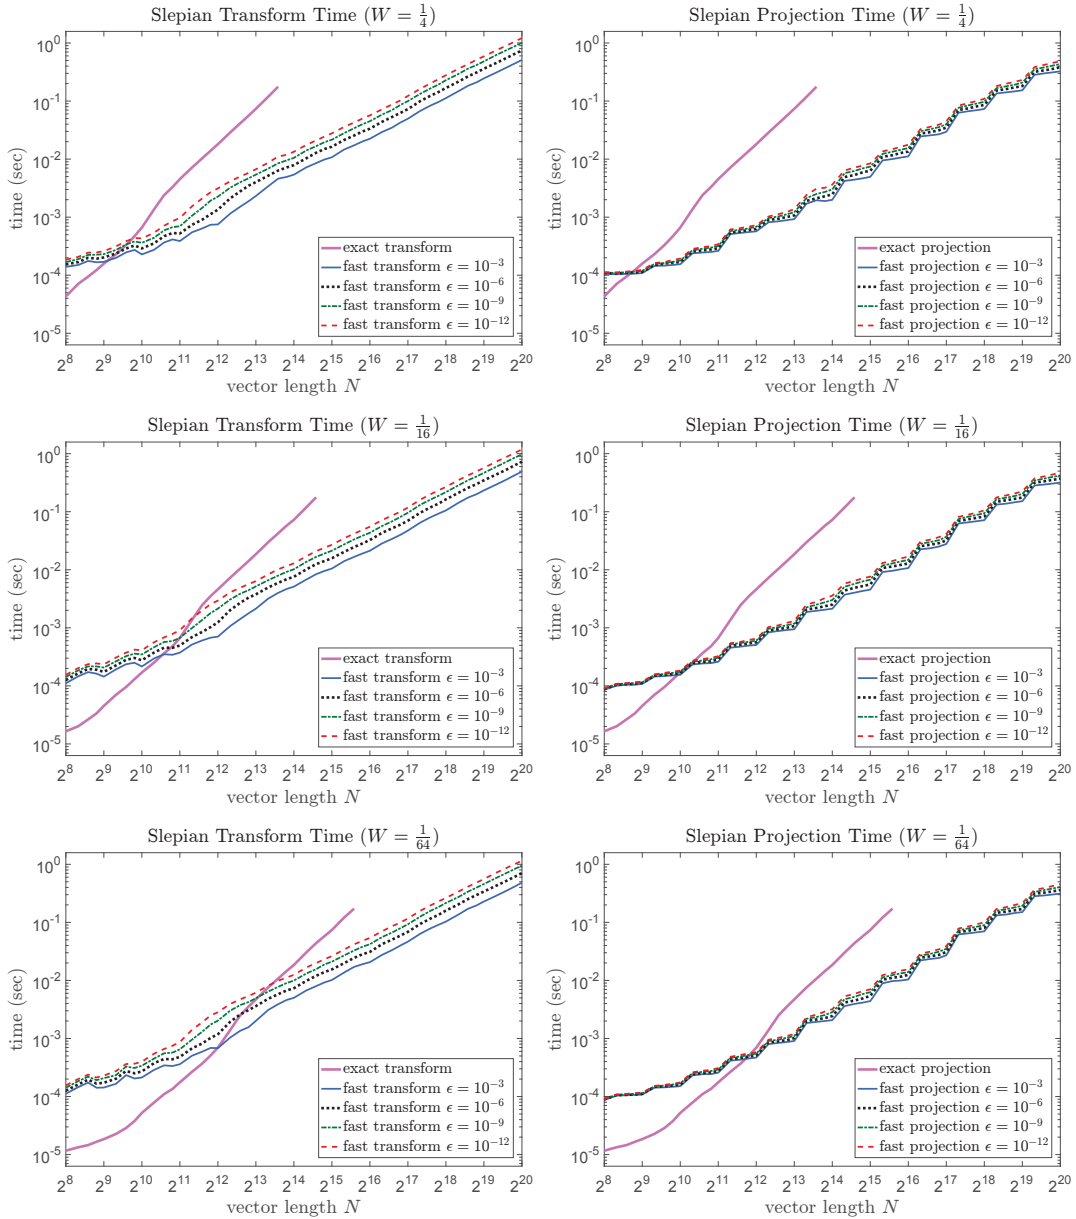 Slepian Transform Time (W = 1/4)
10^0
10^-1
10^-2
10^-3
10^-4
10^-5
time (sec)
exact transform
fast transform ϵ = 10^-3
fast transform ϵ = 10^-6
fast transform ϵ = 10^-9
fast transform ϵ = 10^-12
2^8 2^9 2^10 2^11 2^12 2^13 2^14 2^15 2^16 2^17 2^18 2^19 2^20
vector length N
Slepian Projection Time (W = 1/4)
10^0
10^-1
10^-2
10^-3
10^-4
10^-5
time (sec)
exact projection
fast projection ϵ = 10^-3
fast projection ϵ = 10^-6
fast projection ϵ = 10^-9
fast projection ϵ = 10^-12
2^8 2^9 2^10 2^11 2^12 2^13 2^14 2^15 2^16 2^17 2^18 2^19 2^20
vector length N
Slepian Transform Time (W = 1/16)
10^0
10^-1
10^-2
10^-3
10^-4
10^-5
time (sec)
exact transform
fast transform ϵ = 10^-3
fast transform ϵ = 10^-6
fast transform ϵ = 10^-9
fast transform ϵ = 10^-12
2^8 2^9 2^10 2^11 2^12 2^13 2^14 2^15 2^16 2^17 2^18 2^19 2^20
vector length N
Slepian Projection Time (W = 1/16)
10^0
10^-1
10^-2
10^-3
10^-4
10^-5
time (sec)
exact projection
fast projection ϵ = 10^-3
fast projection ϵ = 10^-6
fast projection ϵ = 10^-9
fast projection ϵ = 10^-12
2^8 2^9 2^10 2^11 2^12 2^13 2^14 2^15 2^16 2^17 2^18 2^19 2^20
vector length N
Slepian Transform Time (W = 1/64)
10^0
10^-1
10^-2
10^-3
10^-4
10^-5
time (sec)
exact transform
fast transform ϵ = 10^-3
fast transform ϵ = 10^-6
fast transform ϵ = 10^-9
fast transform ϵ = 10^-12
2^8 2^9 2^10 2^11 2^12 2^13 2^14 2^15 2^16 2^17 2^18 2^19 2^20
vector length N
Slepian Projection Time (W = 1/64)
10^0
10^-1
10^-2
10^-3
10^-4
10^-5
time (sec)
exact projection
fast projection ϵ = 10^-3
fast projection ϵ = 10^-6
fast projection ϵ = 10^-9
fast projection ϵ = 10^-12
2^8 2^9 2^10 2^11 2^12 2^13 2^14 2^15 2^16 2^17 2^18 2^19 2^20
vector length N